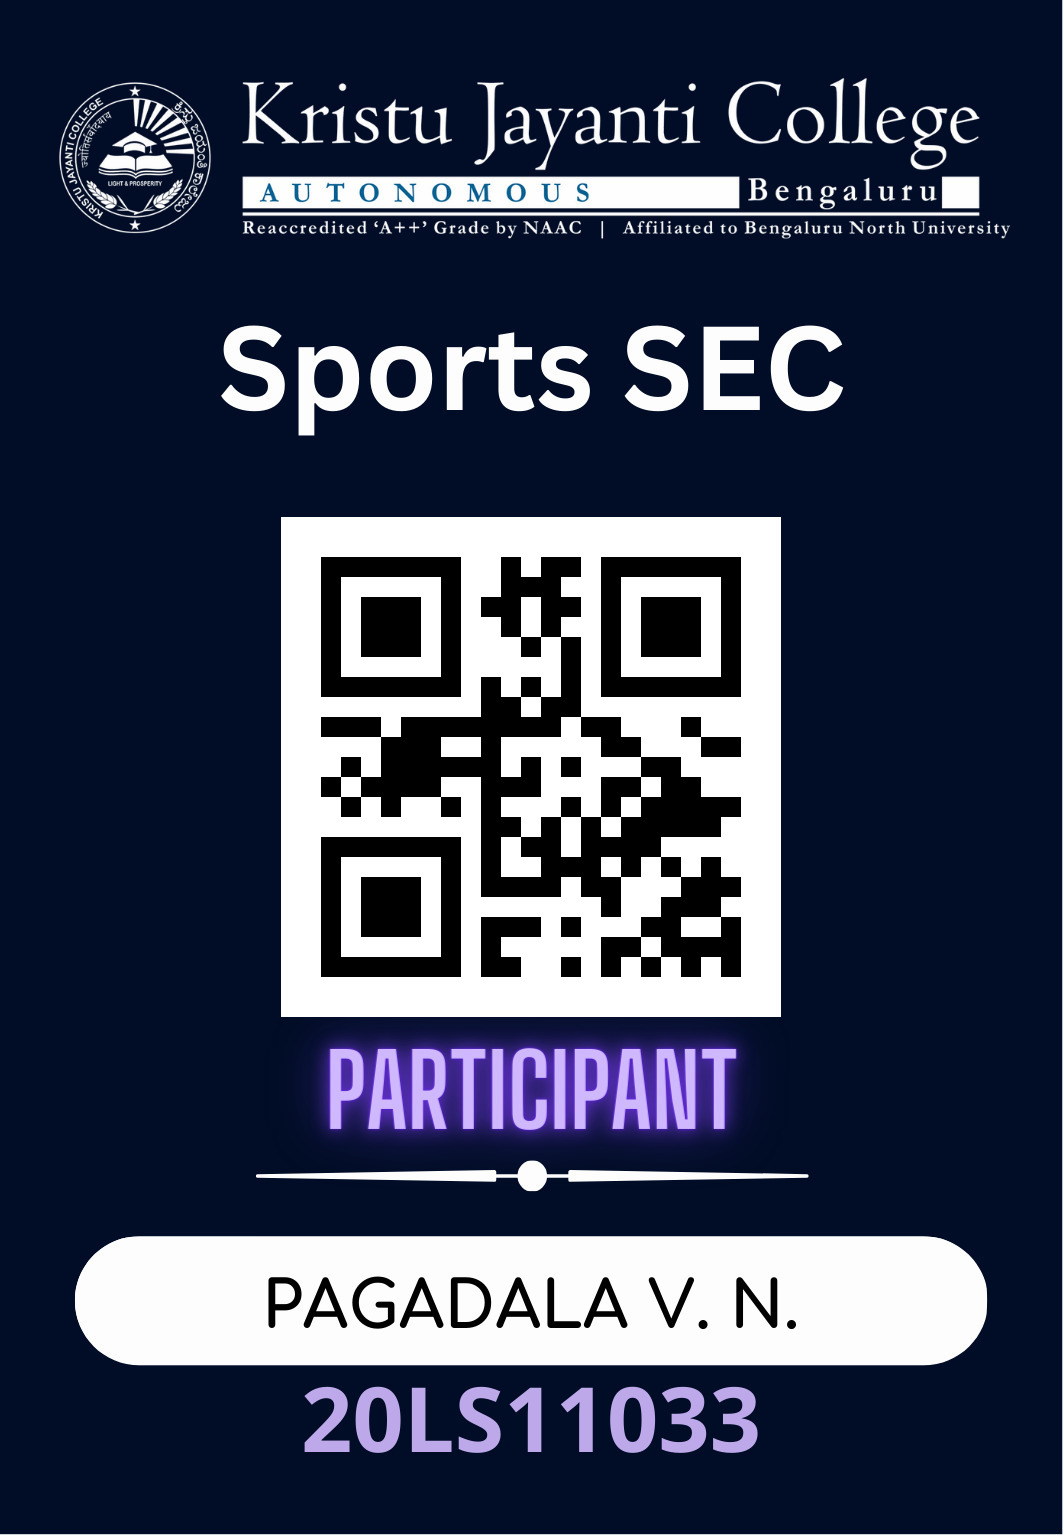 KRISTU JAYANTI COLLEGE
LIGHT & PROSPERITY
Kristu Jayanti College
AUTONOMOUS Bengaluru
Reaccredited ‘A++’ Grade by NAAC | Affiliated to Bengaluru North University
Sports SEC
PARTICIPANT
PAGADALA V. N.
20LS11033